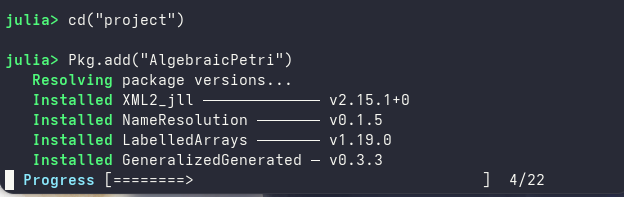 julia> cd("project")
julia> Pkg.add("AlgebraicPetri")
Resolving package versions...
Installed XML2_jll ────────────── v2.15.1+0
Installed NameResolution ─────── v0.1.5
Installed LabelledArrays ─────── v1.19.0
Installed GeneralizedGenerated ─ v0.3.3
Progress [========>                                ]  4/22